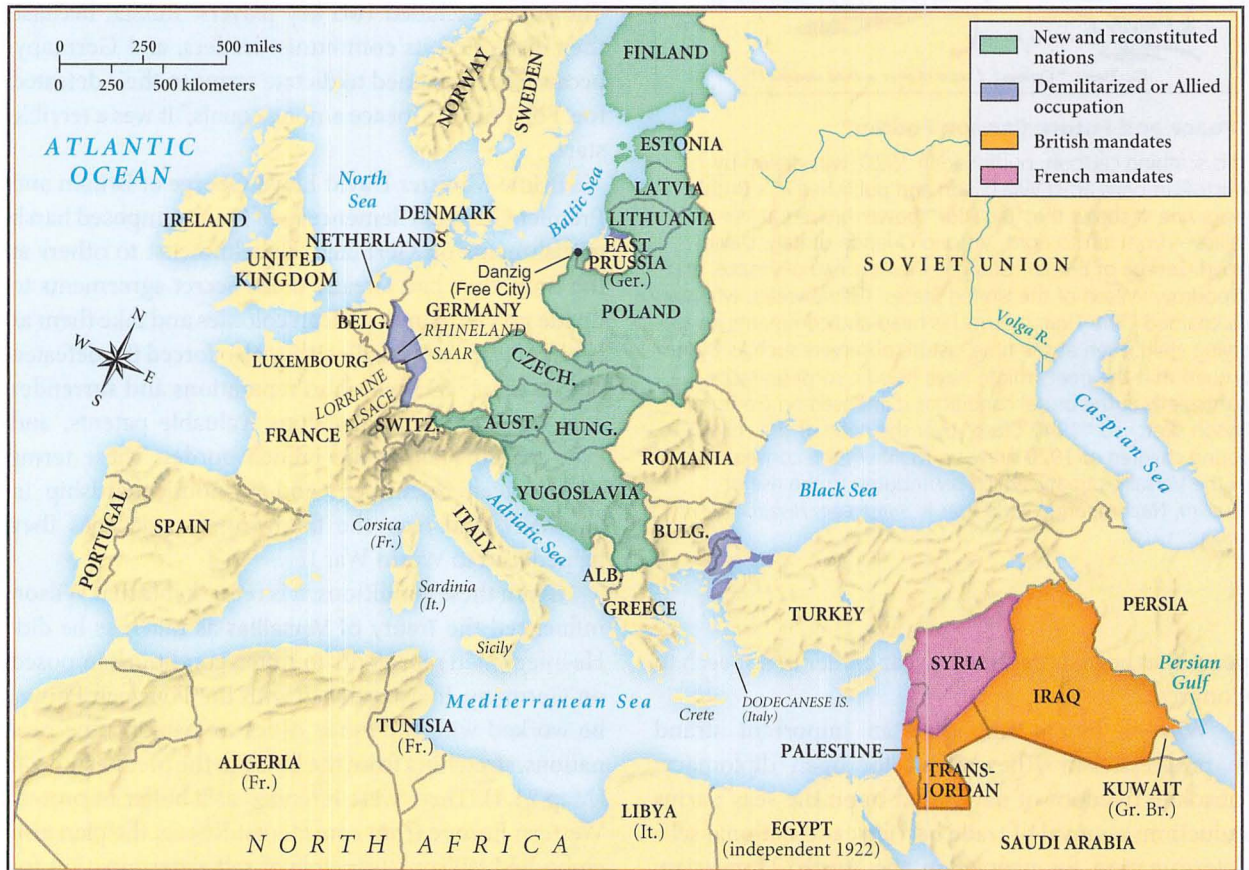 0 250 500 miles
250 500 kilometers
New and reconstituted
nations
Demilitarized or Allied
occupation
British mandates
French mandates
ATLANTIC
OCEAN
North
Sea
NORWAY
SWEDEN
FINLAND
ESTONIA
LATVIA
LITHUANIA
Baltic Sea
IRELAND
DENMARK
NETHERLANDS
UNITED
KINGDOM
EAST
PRUSSIA
(Ger.)
Danzig
(Free City)
SOVIET UNION
Volga R.
BELG.
GERMANY
RHINELAND
POLAND
LUXEMBOURG
SAAR
N
W
E
S
LORRAINE
ALSACE
CZECH.
FRANCE
SWITZ.
AUST.
HUNG.
ROMANIA
Caspian Sea
YUGOSLAVIA
Black Sea
Adriatic Sea
PORTUGAL
SPAIN
Corsica
(Fr.)
ITALY
BULG.
ALB.
Sardinia
(It.)
GREECE
TURKEY
PERSIA
Sicily
SYRIA
IRAQ
Persian
Gulf
Mediterranean Sea
Crete
DODECANESE IS.
(Italy)
TUNISIA
(Fr.)
PALESTINE
ALGERIA
(Fr.)
TRANS-
JORDAN
KUWAIT
(Gr. Br.)
LIBYA
(It.)
EGYPT
(independent 1922)
NORTH AFRICA
SAUDI ARABIA